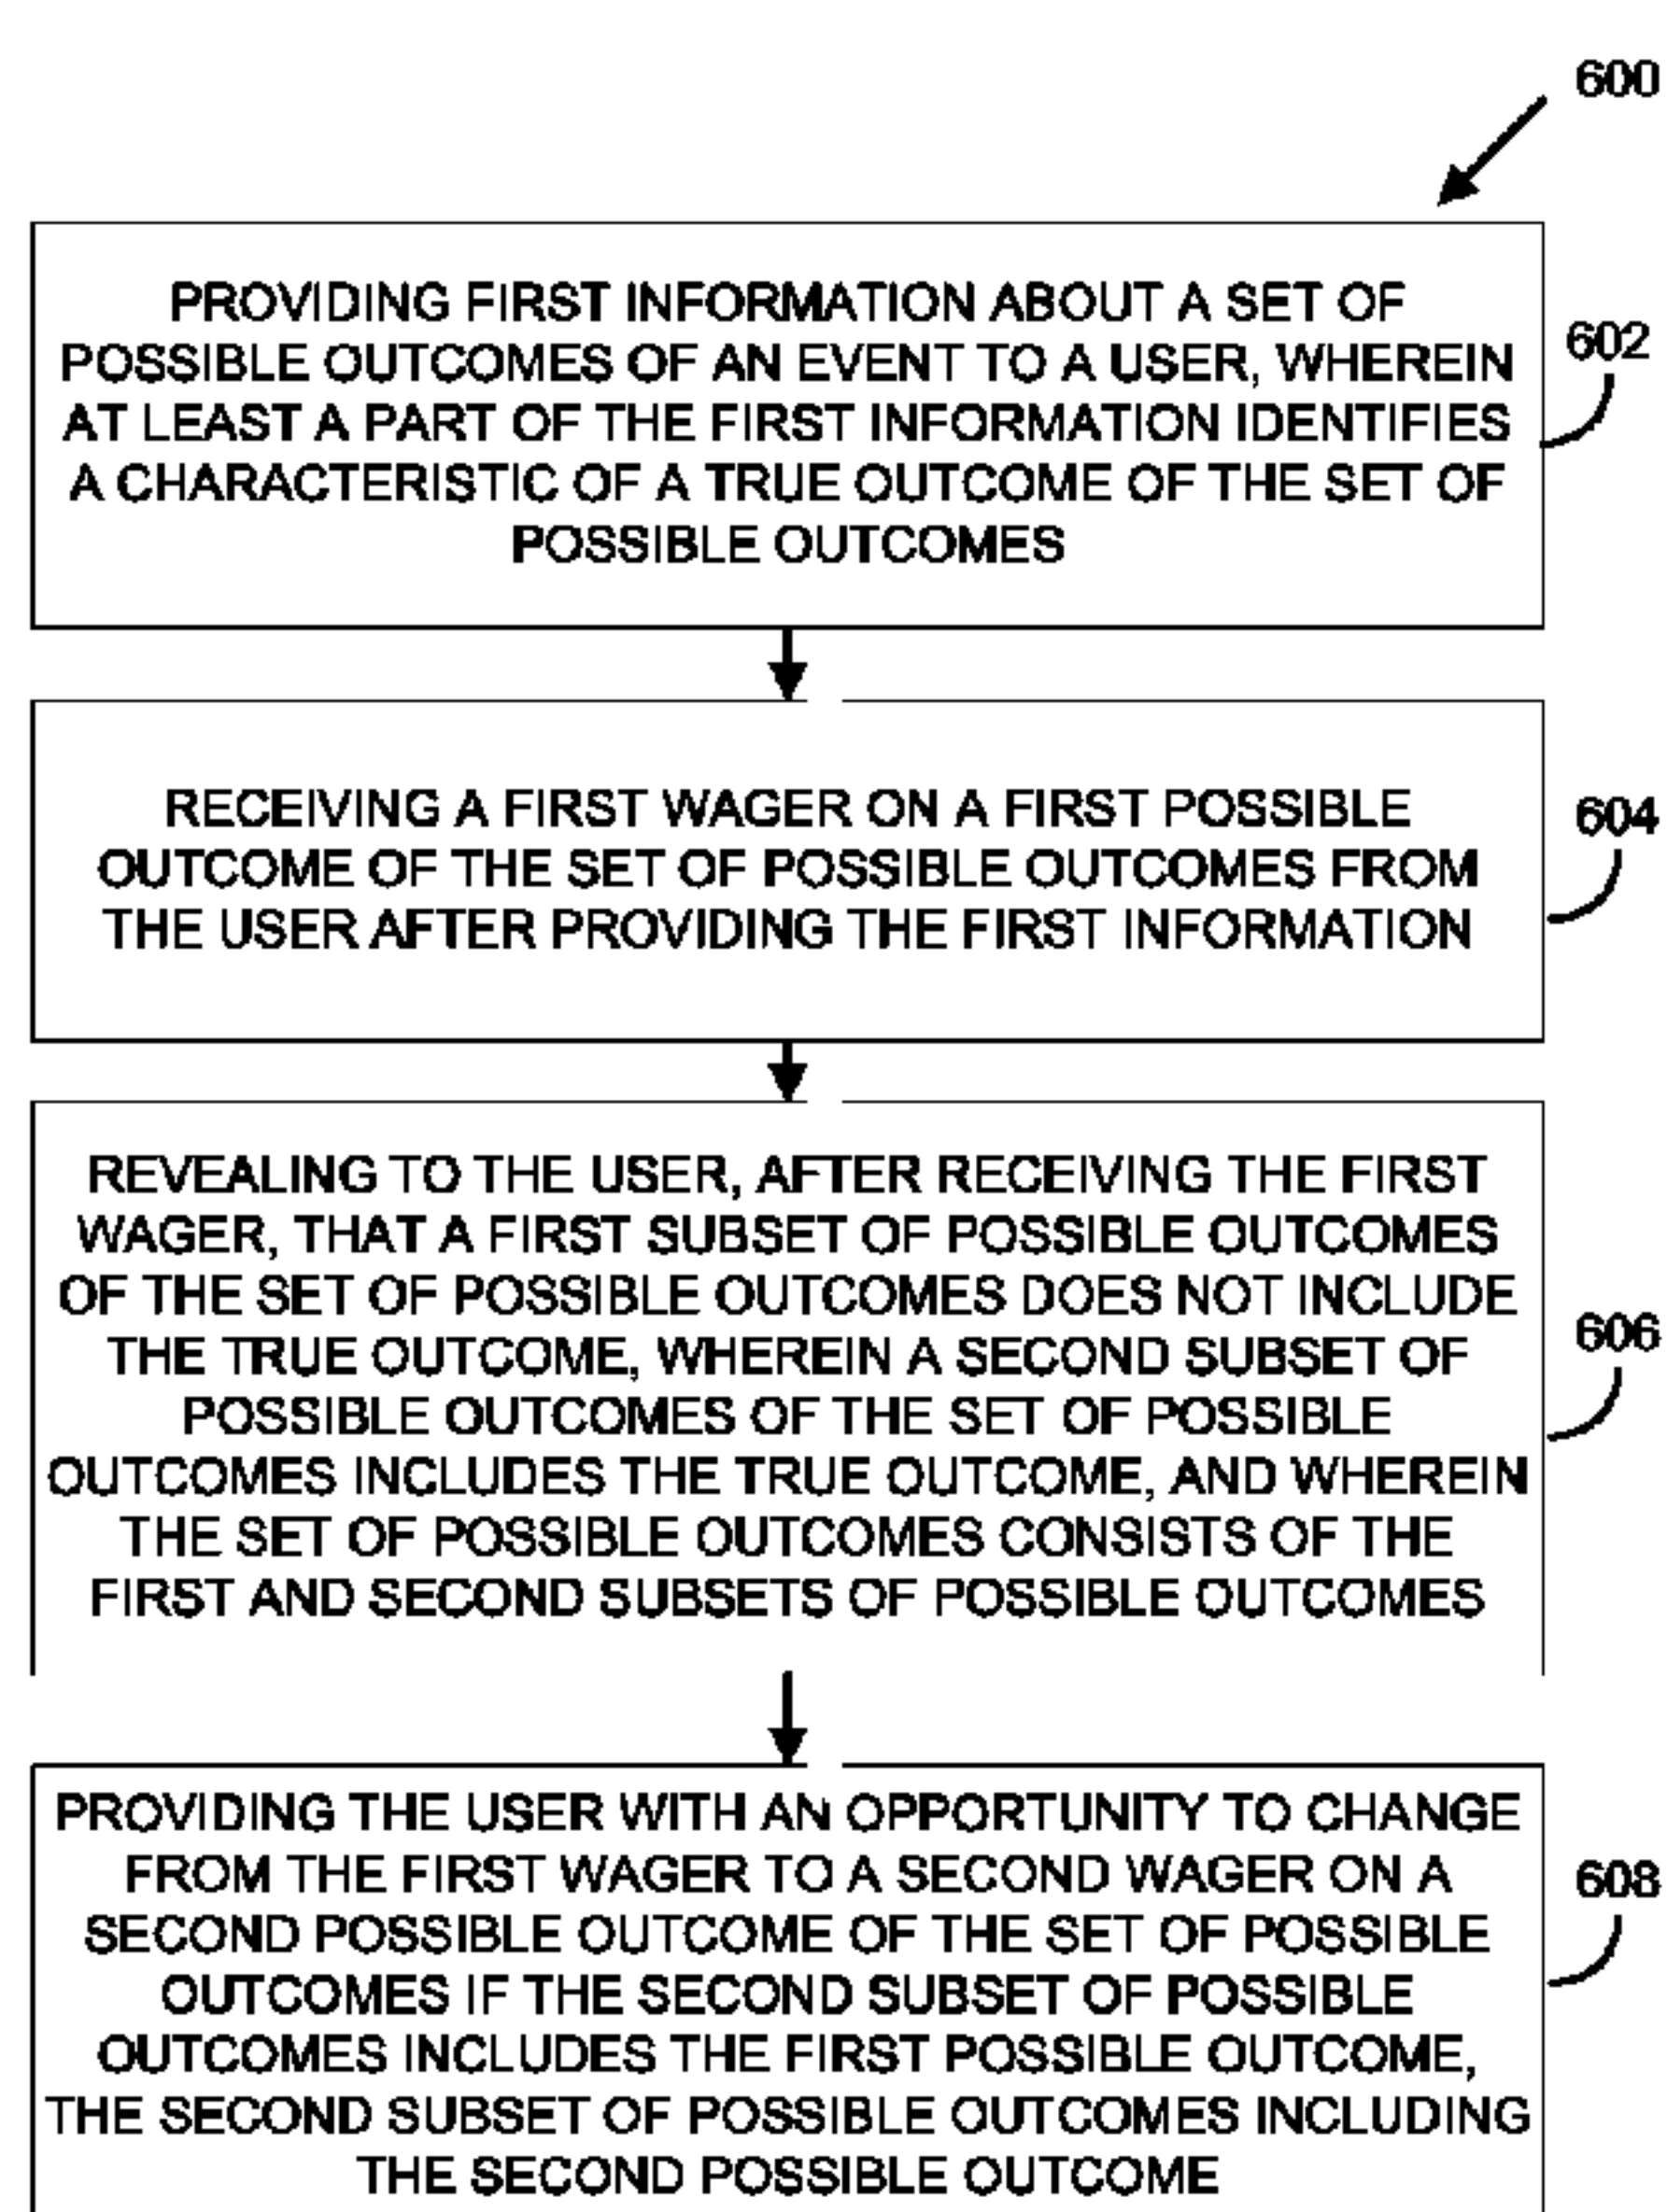 600
PROVIDING FIRST INFORMATION ABOUT A SET OF
POSSIBLE OUTCOMES OF AN EVENT TO A USER, WHEREIN
AT LEAST A PART OF THE FIRST INFORMATION IDENTIFIES
A CHARACTERISTIC OF A TRUE OUTCOME OF THE SET OF
POSSIBLE OUTCOMES
602
RECEIVING A FIRST WAGER ON A FIRST POSSIBLE
OUTCOME OF THE SET OF POSSIBLE OUTCOMES FROM
THE USER AFTER PROVIDING THE FIRST INFORMATION
604
REVEALING TO THE USER, AFTER RECEIVING THE FIRST
WAGER, THAT A FIRST SUBSET OF POSSIBLE OUTCOMES
OF THE SET OF POSSIBLE OUTCOMES DOES NOT INCLUDE
THE TRUE OUTCOME, WHEREIN A SECOND SUBSET OF
POSSIBLE OUTCOMES OF THE SET OF POSSIBLE
OUTCOMES INCLUDES THE TRUE OUTCOME, AND WHEREIN
THE SET OF POSSIBLE OUTCOMES CONSISTS OF THE
FIRST AND SECOND SUBSETS OF POSSIBLE OUTCOMES
606
PROVIDING THE USER WITH AN OPPORTUNITY TO CHANGE
FROM THE FIRST WAGER TO A SECOND WAGER ON A
SECOND POSSIBLE OUTCOME OF THE SET OF POSSIBLE
OUTCOMES IF THE SECOND SUBSET OF POSSIBLE
OUTCOMES INCLUDES THE FIRST POSSIBLE OUTCOME,
THE SECOND SUBSET OF POSSIBLE OUTCOMES INCLUDING
THE SECOND POSSIBLE OUTCOME
608